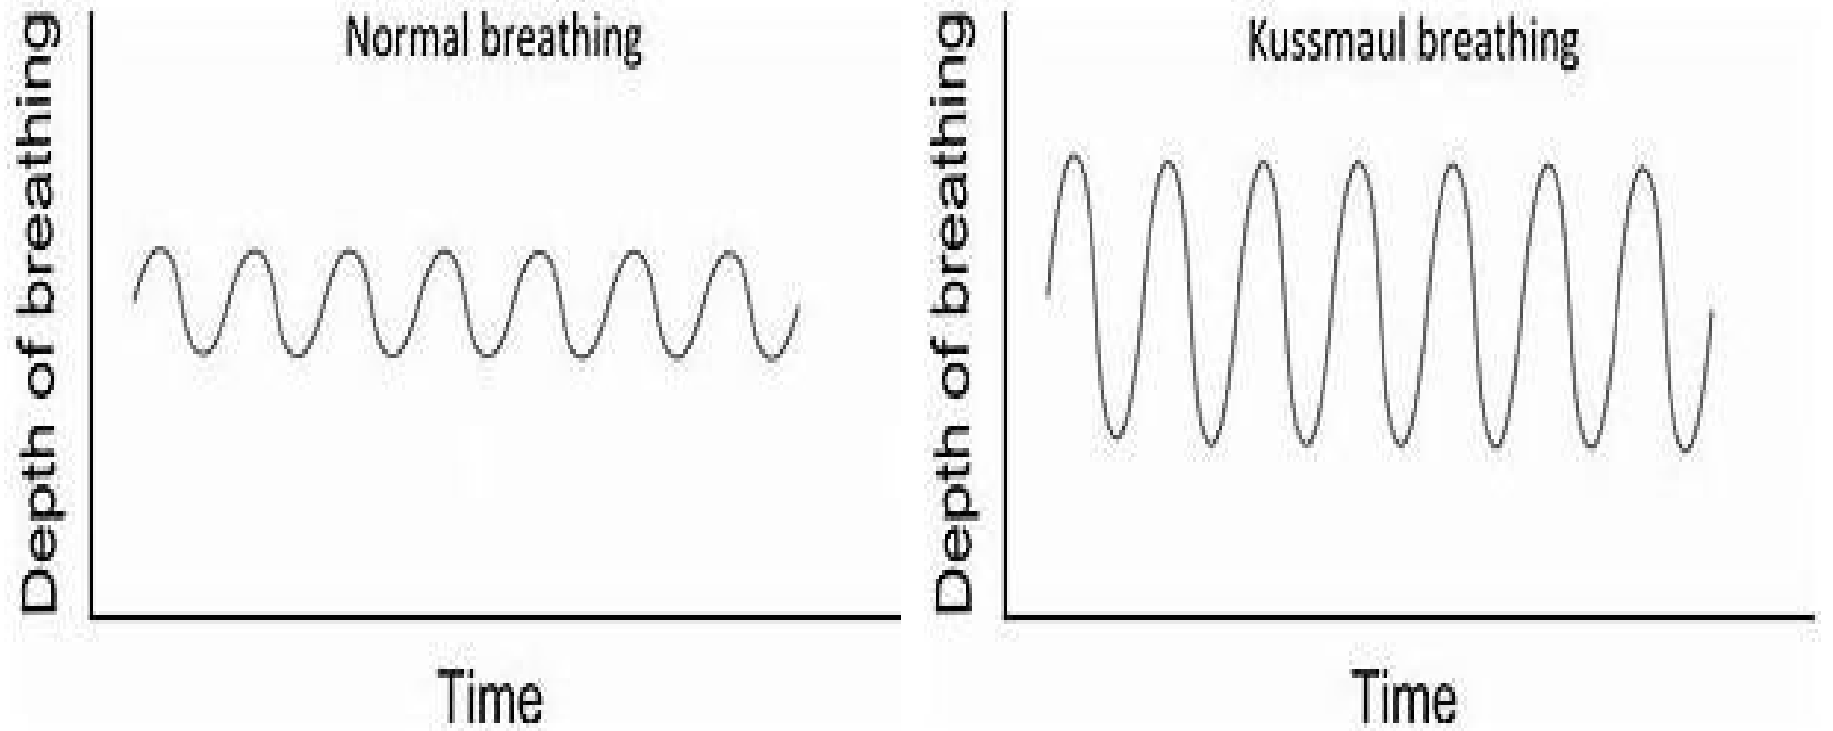 Normal breathing
Depth of breathing
Time
Kussmaul breathing
Depth of breathing
Time